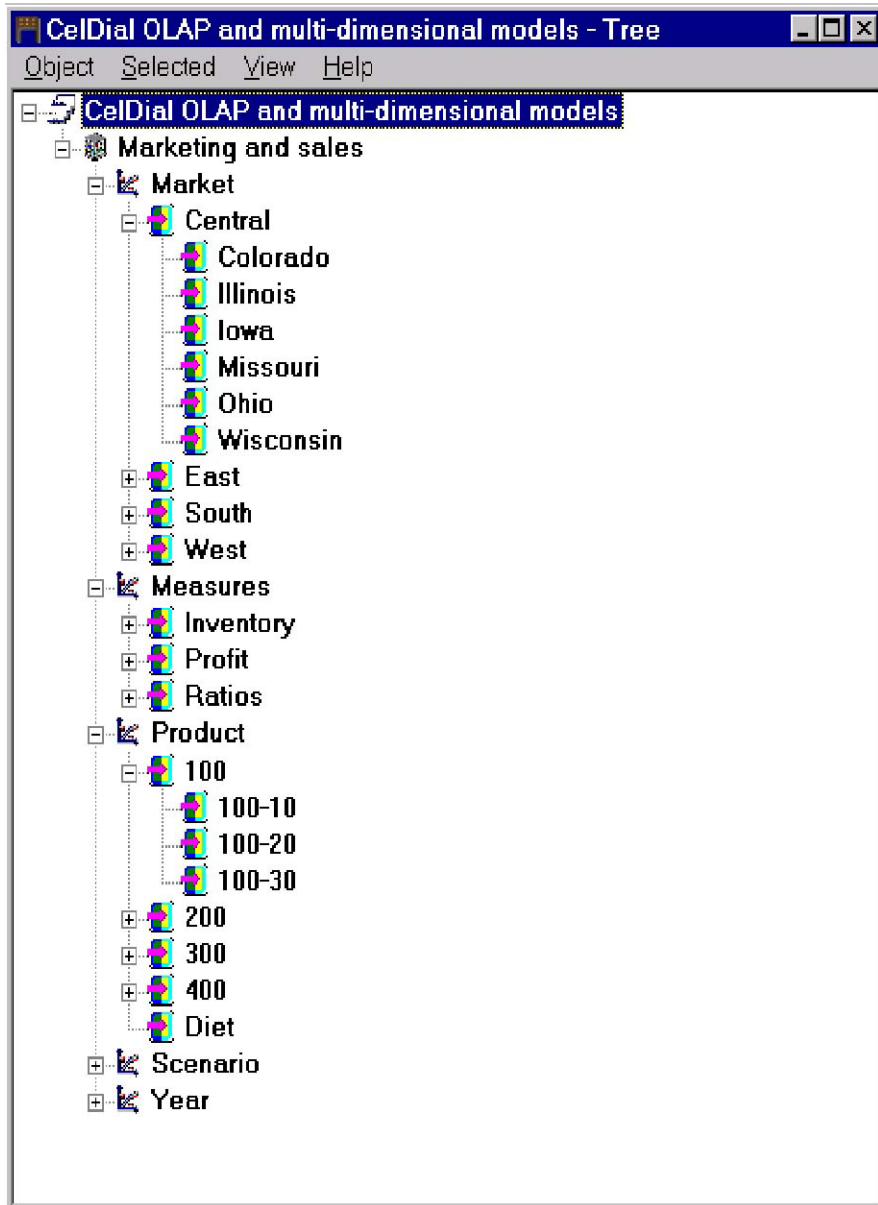 CelDial OLAP and multi-dimensional models - Tree
Object Selected View Help
CelDial OLAP and multi-dimensional models
Marketing and sales
Market
Central
Colorado
Illinois
Iowa
Missouri
Ohio
Wisconsin
East
South
West
Measures
Inventory
Profit
Ratios
Product
100
100-10
100-20
100-30
200
300
400
Diet
Scenario
Year